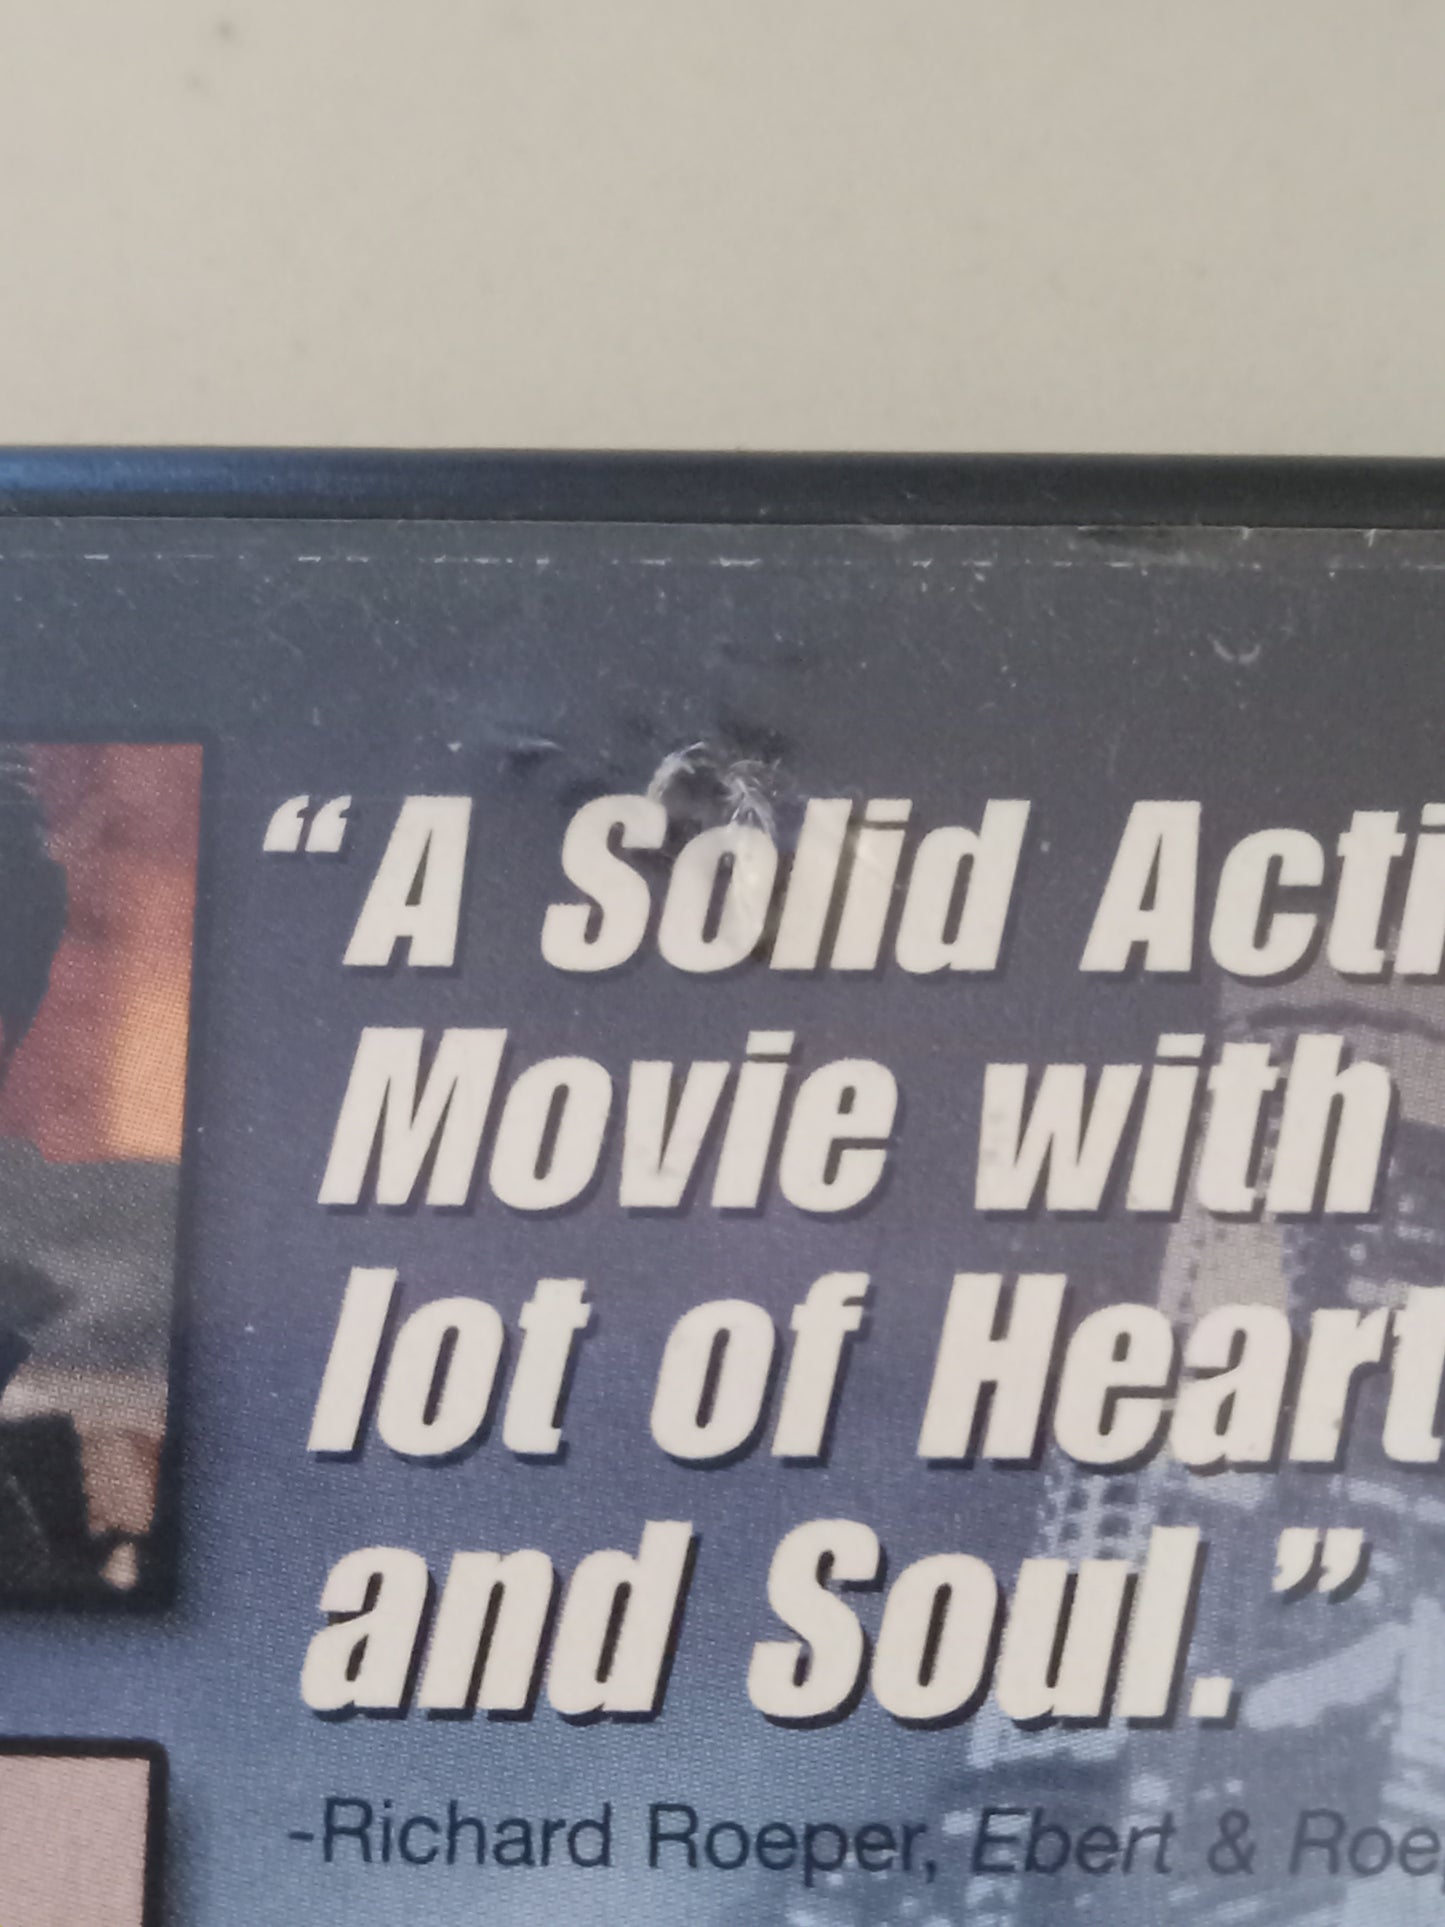 “A Solid Acti
Movie with
lot of Heart
and Soul.”
-Richard Roeper, Ebert & Roe